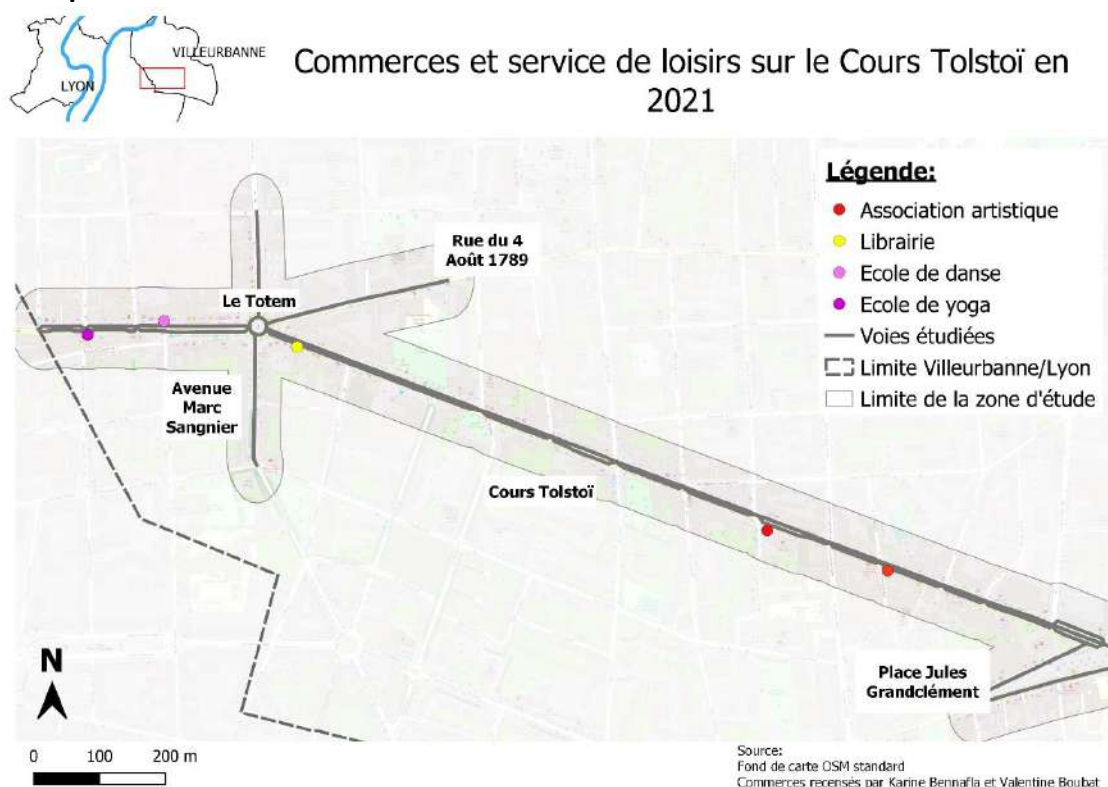 VILLEURBANNE
LYON
Commerces et service de loisirs sur le Cours Tolstoï en
2021
Légende:
Association artistique
Librairie
Ecole de danse
Ecole de yoga
Voies étudiées
Limite Villeurbanne/Lyon
Limite de la zone d'étude
Rue du 4
Août 1789
Le Totem
Avenue
Marc
Sangnier
Cours Tolstoï
Place Jules
Grandclément
N
0 100 200 m
Source:
Fond de carte OSM standard
Commerces recensés par Karine Bennafla et Valentine Boubat